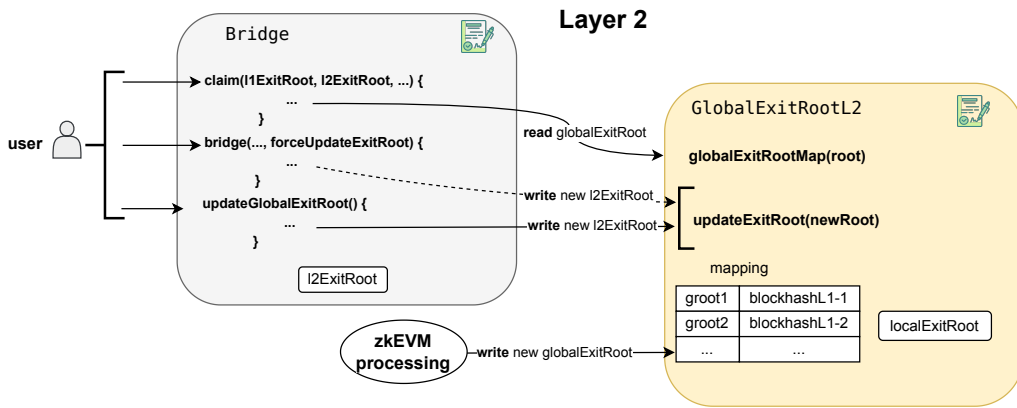 Layer 2
Bridge
claim(l1ExitRoot, l2ExitRoot, ...) {
...
}
bridge(..., forceUpdateExitRoot) {
...
}
updateGlobalExitRoot() {
...
}
l2ExitRoot
user
read globalExitRoot
write new l2ExitRoot
write new l2ExitRoot
zkEVM
processing
write new globalExitRoot
GlobalExitRootL2
globalExitRootMap(root)
updateExitRoot(newRoot)
mapping
groot1 blockhashL1-1
groot2 blockhashL1-2
... ...
localExitRoot